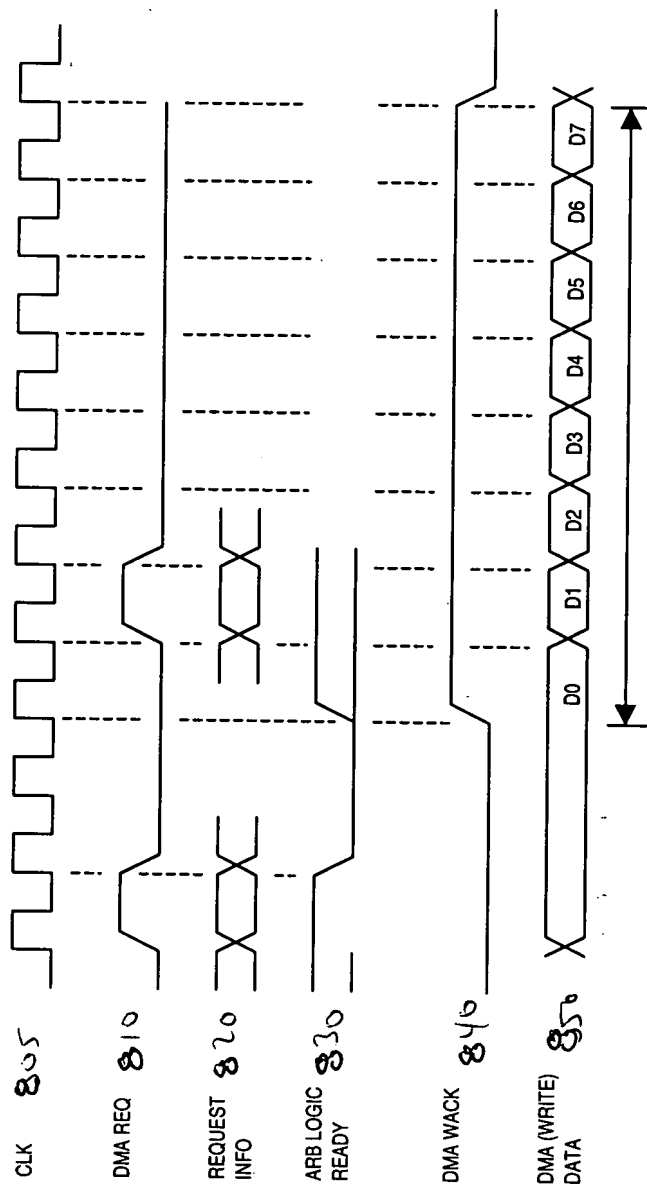 CLK 805
DMA REQ 810
REQUEST
INFO 820
ARB LOGIC
READY 830
DMA WACK 840
DMA (WRITE)
DATA 850
D0 D1 D2 D3 D4 D5 D6 D7